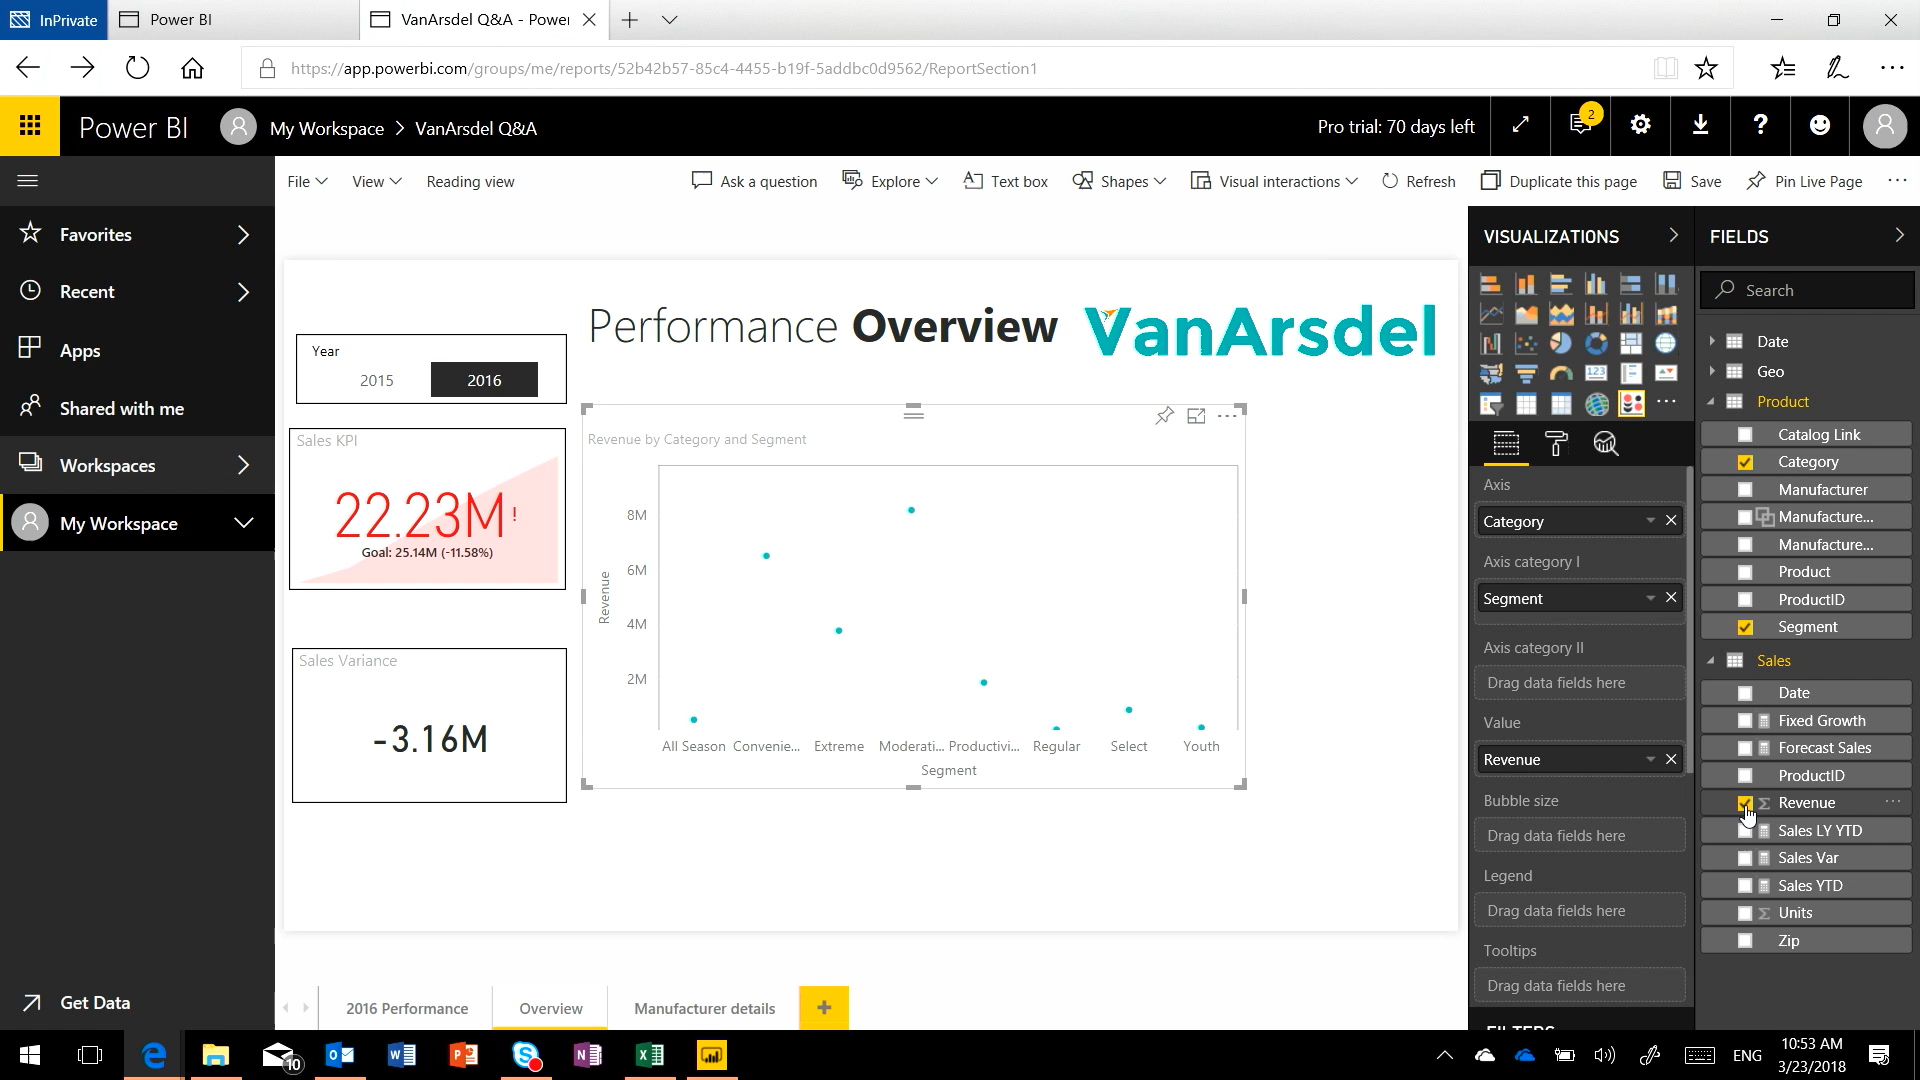 InPrivate
Power BI
VanArsdel Q&A - Power
https://app.powerbi.com/groups/me/reports/52b42b57-85c4-4455-b19f-5addbc0d9562/ReportSection1
Power BI
My Workspace > VanArsdel Q&A
Pro trial: 70 days left
2
?
File
View
Reading view
Ask a question
Explore
Text box
Shapes
Visual interactions
Refresh
Duplicate this page
Save
Pin Live Page
Favorites
Recent
Apps
Shared with me
Workspaces
My Workspace
Get Data
Performance Overview VanArsdel
Year
2015
2016
Sales KPI
22.23M!
Goal: 25.14M (-11.58%)
Sales Variance
-3.16M
Revenue by Category and Segment
Revenue
8M
6M
4M
2M
All Season
Convenie...
Extreme
Moderati...
Productivi...
Regular
Select
Youth
Segment
2016 Performance
Overview
Manufacturer details
+
VISUALIZATIONS
123
Axis
Category
Axis category I
Segment
Axis category II
Drag data fields here
Value
Revenue
Bubble size
Drag data fields here
Legend
Drag data fields here
Tooltips
Drag data fields here
FILTERS
FIELDS
Search
Date
Geo
Product
Catalog Link
Category
Manufacturer
Manufacture...
Manufacture...
Product
ProductID
Segment
Sales
Date
Fixed Growth
Forecast Sales
ProductID
Σ Revenue
Sales LY YTD
Sales Var
Sales YTD
Σ Units
Zip
10
ENG
10:53 AM
3/23/2018